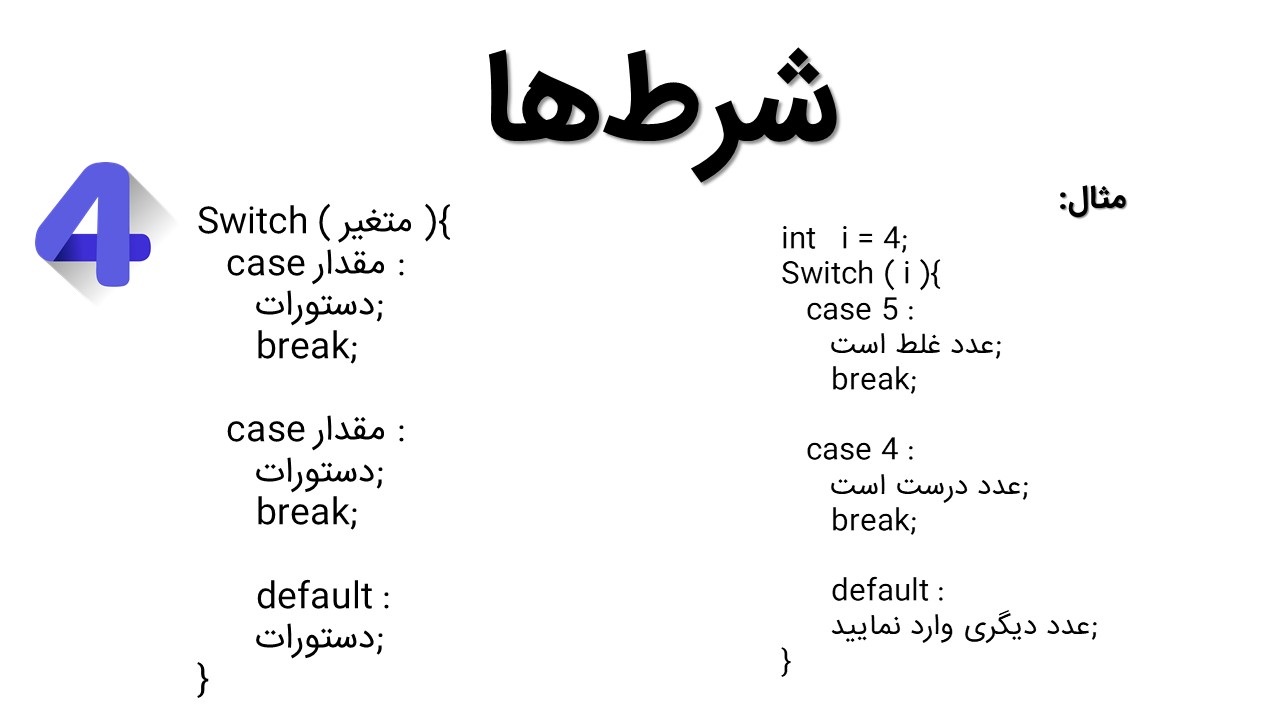 شرط‌ها
4
Switch ( متغیر ){
case مقدار :
دستورات;
break;
case مقدار :
دستورات;
break;
default :
دستورات;
}
مثال:
int i = 4;
Switch ( i ){
case 5 :
عدد غلط است;
break;
case 4 :
عدد درست است;
break;
default :
عدد دیگری وارد نمایید;
}